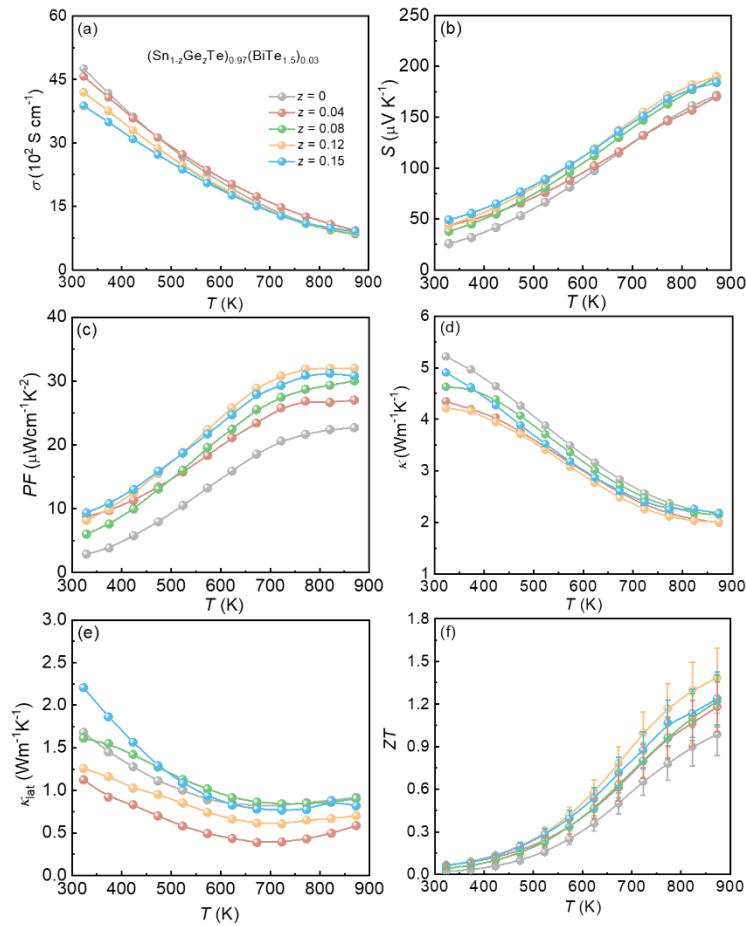 (a)
(Sn₁₋zGezTe)₀.₉₇(BiTe₁.₅)₀.₀₃
z = 0
z = 0.04
z = 0.08
z = 0.12
z = 0.15
σ (10² S cm⁻¹)
60
45
30
15
0
300 400 500 600 700 800 900
T (K)
(b)
S (μV K⁻¹)
250
200
150
100
50
0
300 400 500 600 700 800 900
T (K)
(c)
PF (μWcm⁻¹K⁻²)
40
30
20
10
0
300 400 500 600 700 800 900
T (K)
(d)
κ (Wm⁻¹K⁻¹)
6
5
4
3
2
1
300 400 500 600 700 800 900
T (K)
(e)
κlat (Wm⁻¹K⁻¹)
3.0
2.5
2.0
1.5
1.0
0.5
0.0
300 400 500 600 700 800 900
T (K)
(f)
ZT
1.8
1.5
1.2
0.9
0.6
0.3
0.0
300 400 500 600 700 800 900
T (K)